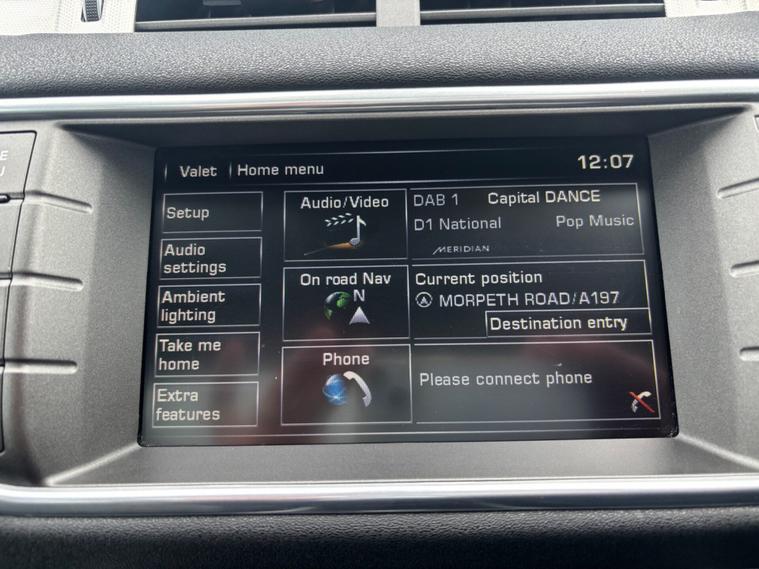 Valet
Home menu
12:07
Setup
Audio
settings
Ambient
lighting
Take me
home
Extra
features
Audio/Video
DAB 1
Capital DANCE
D1 National
Pop Music
MERIDIAN
On road Nav
N
Current position
MORPETH ROAD/A197
Destination entry
Phone
Please connect phone